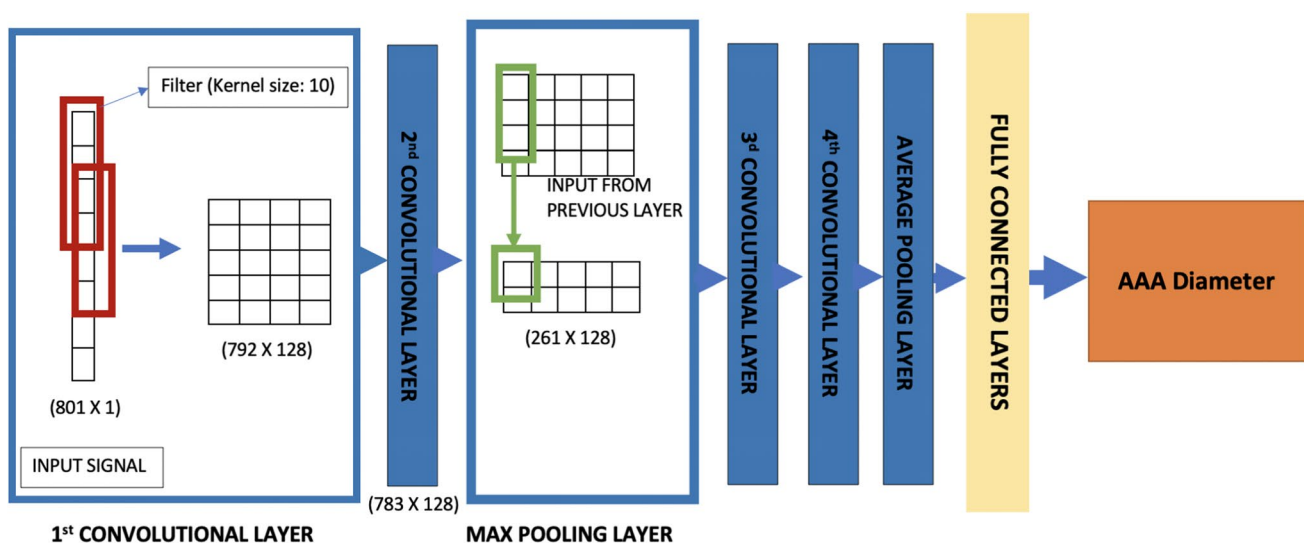 Filter (Kernel size: 10)
(792 X 128)
(801 X 1)
INPUT SIGNAL
1st CONVOLUTIONAL LAYER
2nd CONVOLUTIONAL LAYER
(783 X 128)
INPUT FROM
PREVIOUS LAYER
(261 X 128)
MAX POOLING LAYER
3d CONVOLUTIONAL LAYER
4th CONVOLUTIONAL LAYER
AVERAGE POOLING
LAYER
FULLY CONNECTED LAYERS
AAA Diameter